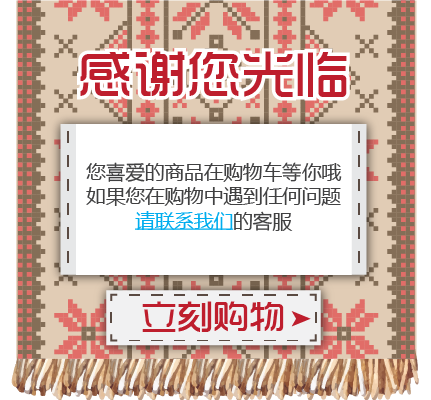 感谢您光临
您喜爱的商品在购物车等你哦
如果您在购物中遇到任何问题
请联系我们的客服
立刻购物